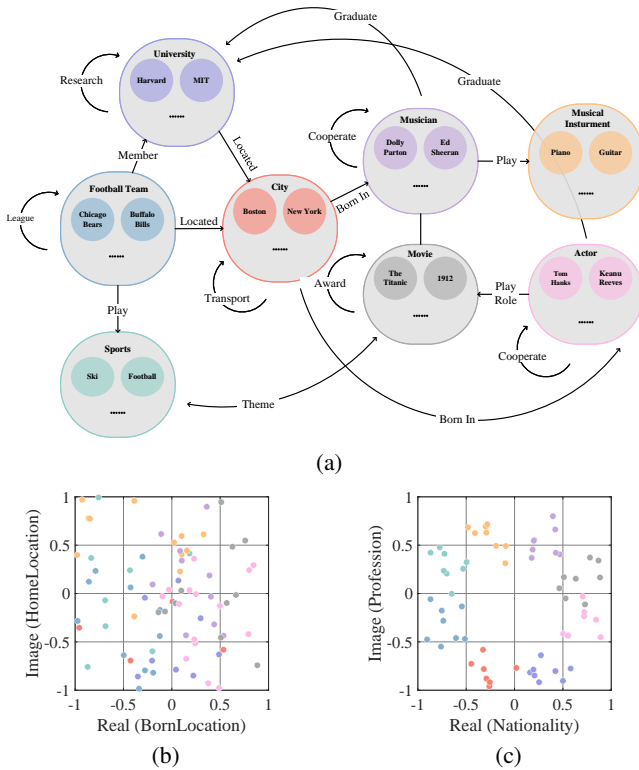 Graduate
University
Harvard
MIT
......
Research
Graduate
Musician
Dolly
Parton
Ed
Sheeran
......
Cooperate
Musical
Insturment
Piano
Guitar
......
Member
Located
Play
Football Team
Chicago
Bears
Buffalo
Bills
......
League
Located
City
Boston
New York
......
Born In
Transport
Movie
The
Titanic
1912
......
Award
Play
Role
Actor
Tom
Hanks
Keanu
Reeves
......
Cooperate
Play
Sports
Ski
Football
......
Theme
Born In
(a)
1
0.5
0
-0.5
-1
-1
-0.5
0
0.5
1
Image (HomeLocation)
Real (BornLocation)
(b)
1
0.5
0
-0.5
-1
-1
-0.5
0
0.5
1
Image (Profession)
Real (Nationality)
(c)